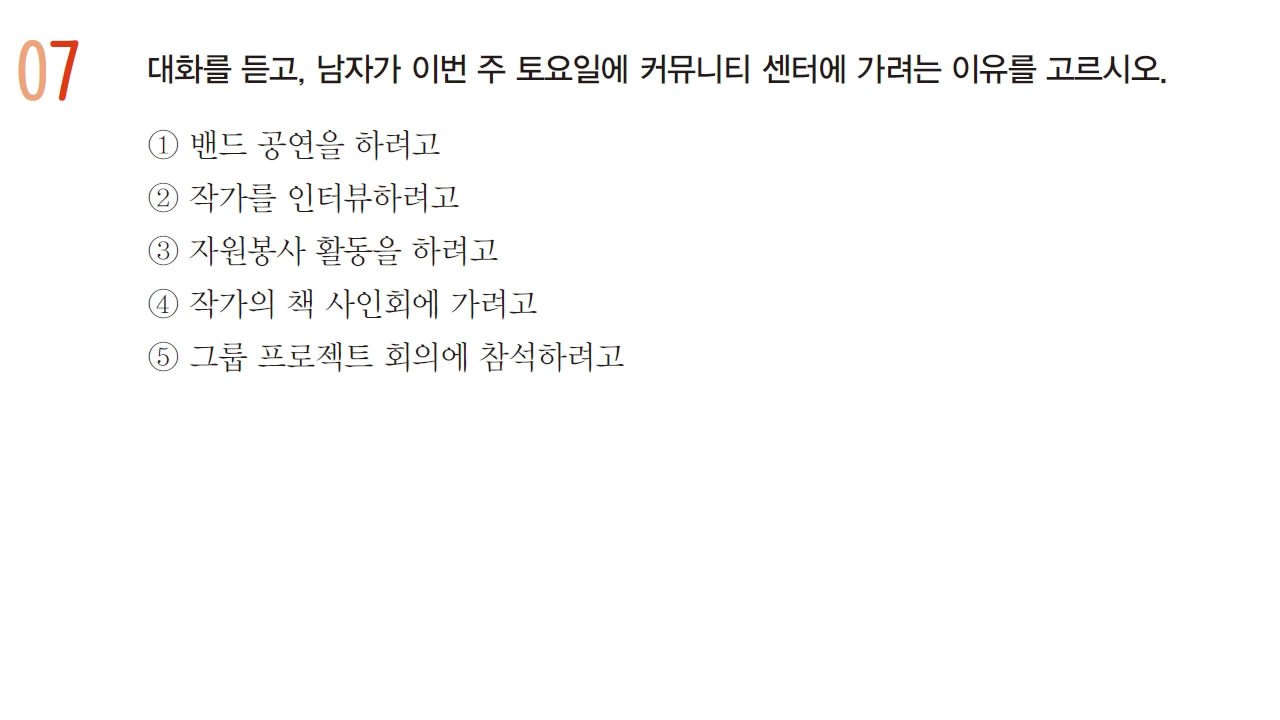 07 대화를 듣고, 남자가 이번 주 토요일에 커뮤니티 센터에 가려는 이유를 고르시오.
① 밴드 공연을 하려고
② 작가를 인터뷰하려고
③ 자원봉사 활동을 하려고
④ 작가의 책 사인회에 가려고
⑤ 그룹 프로젝트 회의에 참석하려고